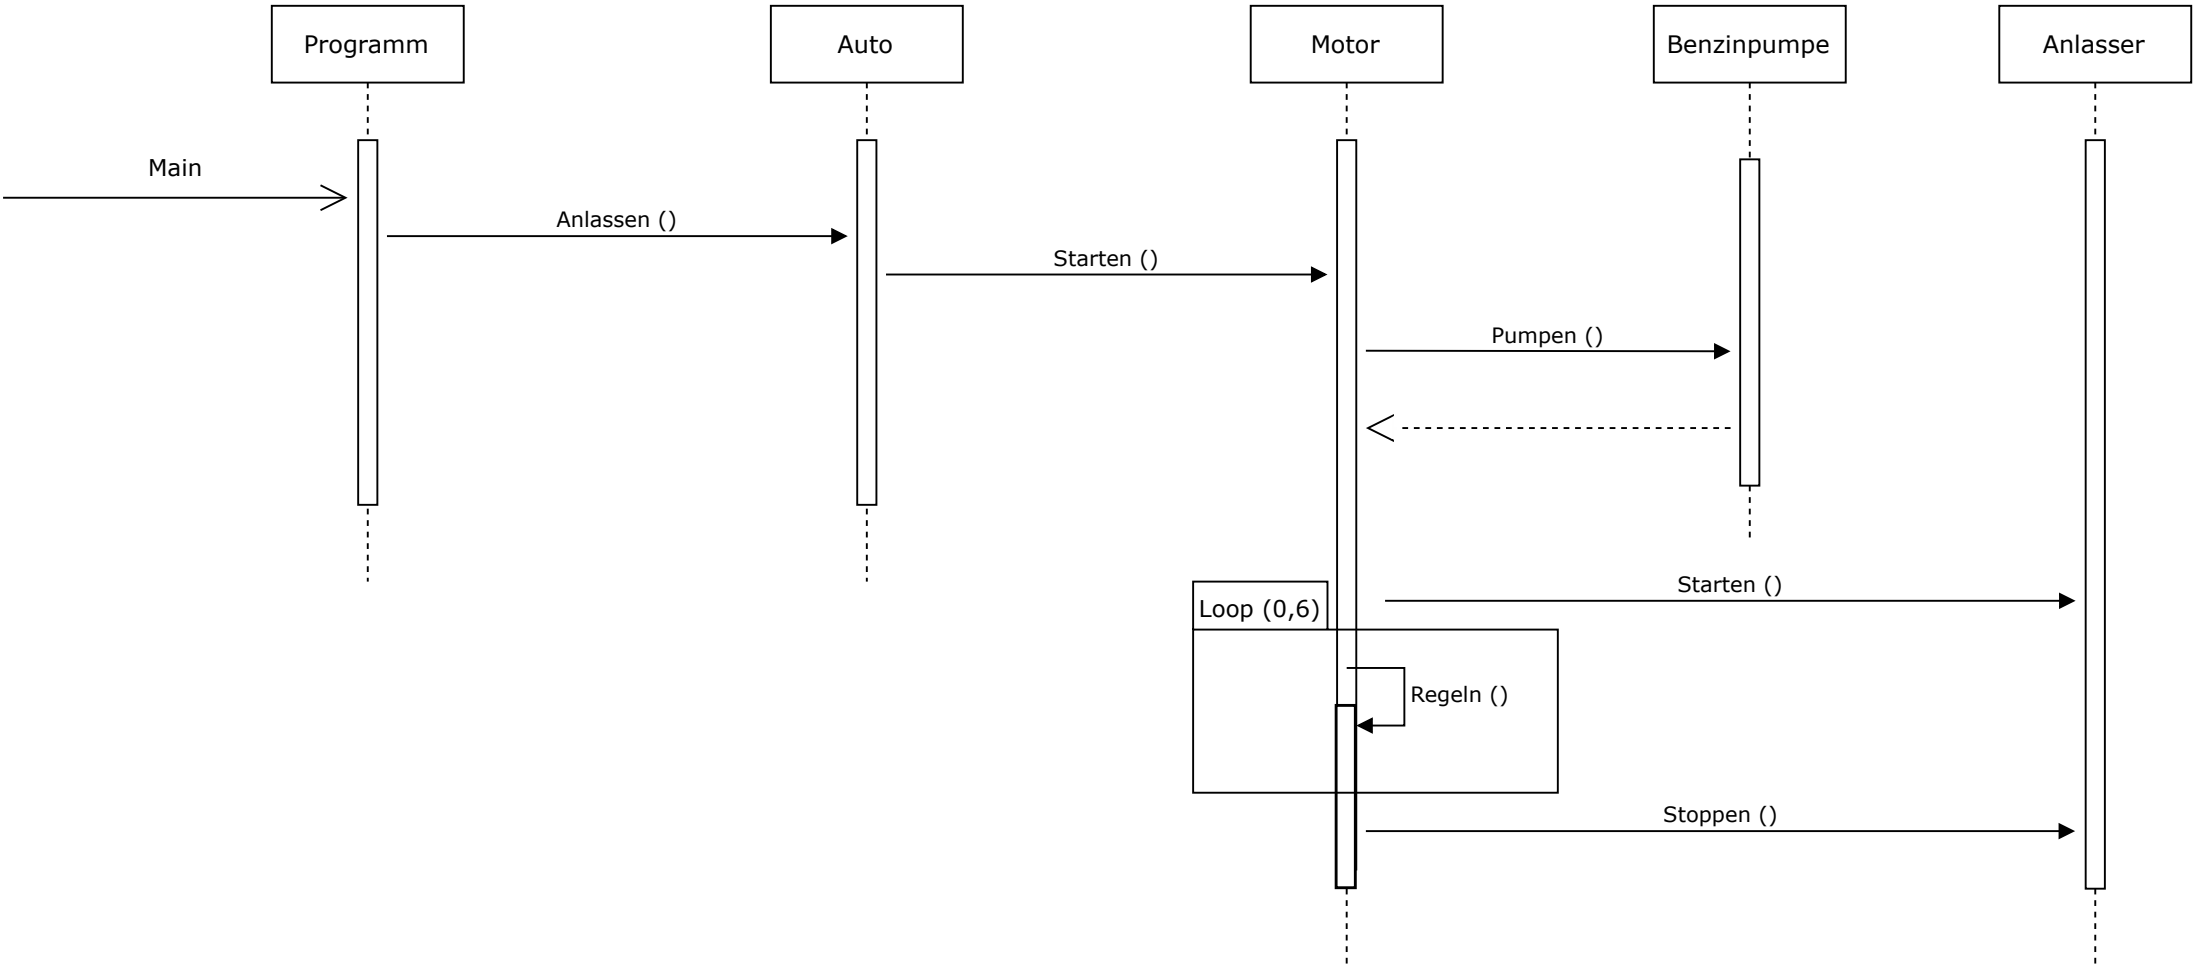 Programm
Auto
Motor
Benzinpumpe
Anlasser
Main
Anlassen ()
Starten ()
Pumpen ()
Starten ()
Loop (0,6)
Regeln ()
Stoppen ()